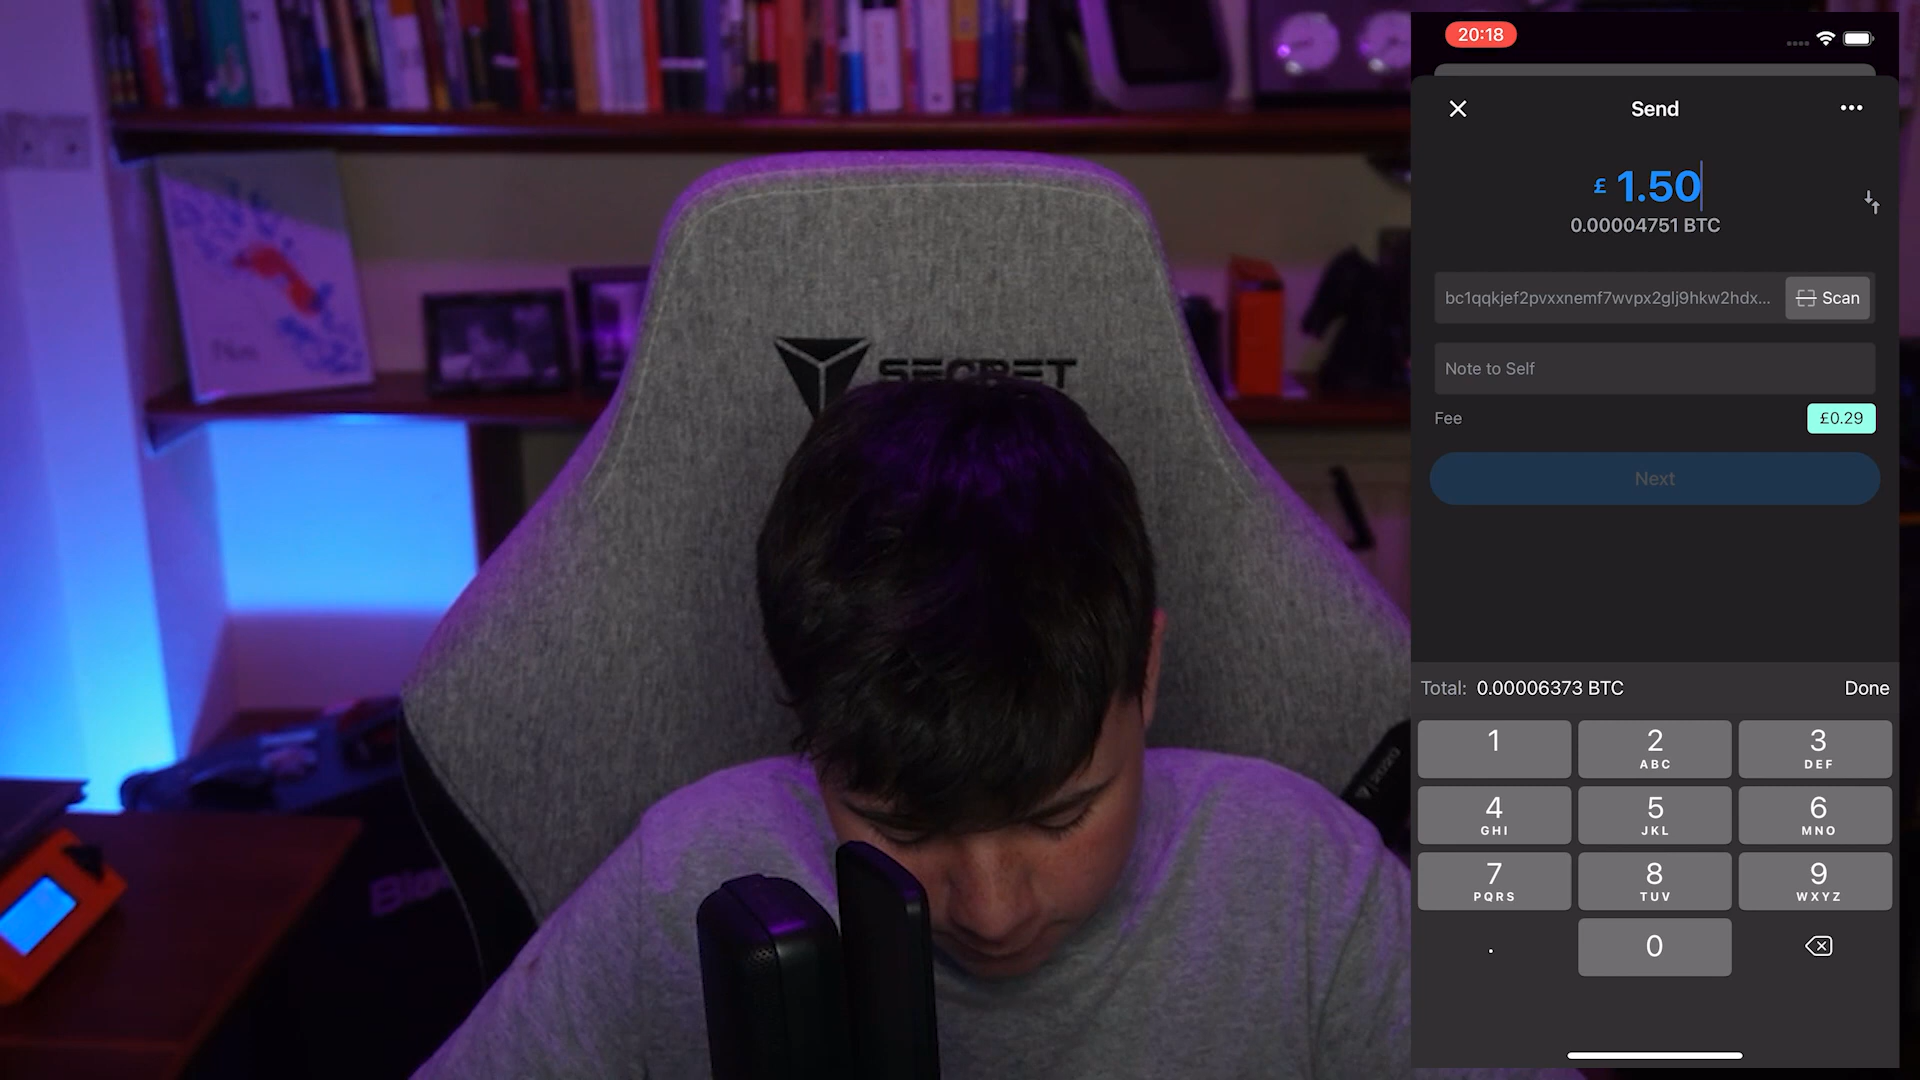 20:18
Send
£ 1.50
0.00004751 BTC
bc1qqkjef2pvxxnemf7wvpx2glj9hkw2hdx...
Scan
Note to Self
Fee
£0.29
Next
Total: 0.00006373 BTC
Done
1
2
ABC
3
DEF
4
GHI
5
JKL
6
MNO
7
PQRS
8
TUV
9
WXYZ
.
0
SECRET